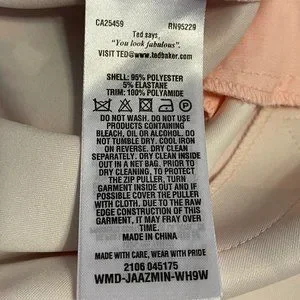 CA25459 RN95229
Ted says,
"You look fabulous".
VISIT TED@www.tedbaker.com
SHELL: 95% POLYESTER
5% ELASTANE
TRIM: 100% POLYAMIDE
DO NOT WASH. DO NOT USE
PRODUCTS CONTAINING
BLEACH, OIL OR ALCOHOL. DO
NOT TUMBLE DRY. COOL IRON
ON REVERSE. DRY CLEAN
SEPARATELY. DRY CLEAN INSIDE
OUT IN A NET BAG. PRIOR TO
DRY CLEANING, TO PROTECT
THE ZIP PULLER, TURN
GARMENT INSIDE OUT AND IF
POSSIBLE COVER THE PULLER
WITH CLOTH. DUE TO THE RAW
EDGE CONSTRUCTION OF THIS
GARMENT, IT MAY FRAY OVER
TIME.
MADE WITH CARE, WEAR WITH PRIDE
2106 045175
WMD-JAAZMIN-WH9W